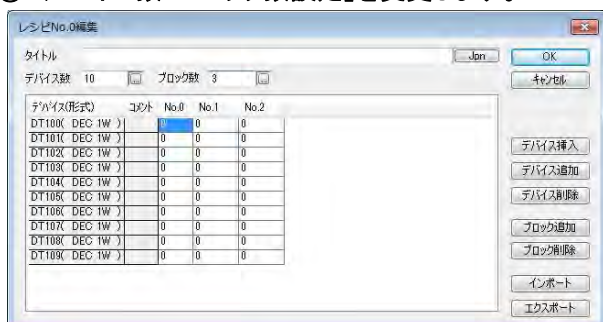 レシピNo.0編集
タイトル Jpn OK
デバイス数 10 ... ブロック数 3 ... キャンセル
デバイス(形式) コメント No.0 No.1 No.2
DT100( DEC 1W ) 0 0 0
DT101( DEC 1W ) 0 0 0
DT102( DEC 1W ) 0 0 0
DT103( DEC 1W ) 0 0 0
DT104( DEC 1W ) 0 0 0
DT105( DEC 1W ) 0 0 0
DT106( DEC 1W ) 0 0 0
DT107( DEC 1W ) 0 0 0
DT108( DEC 1W ) 0 0 0
DT109( DEC 1W ) 0 0 0
デバイス挿入
デバイス追加
デバイス削除
ブロック追加
ブロック削除
インポート
エクスポート